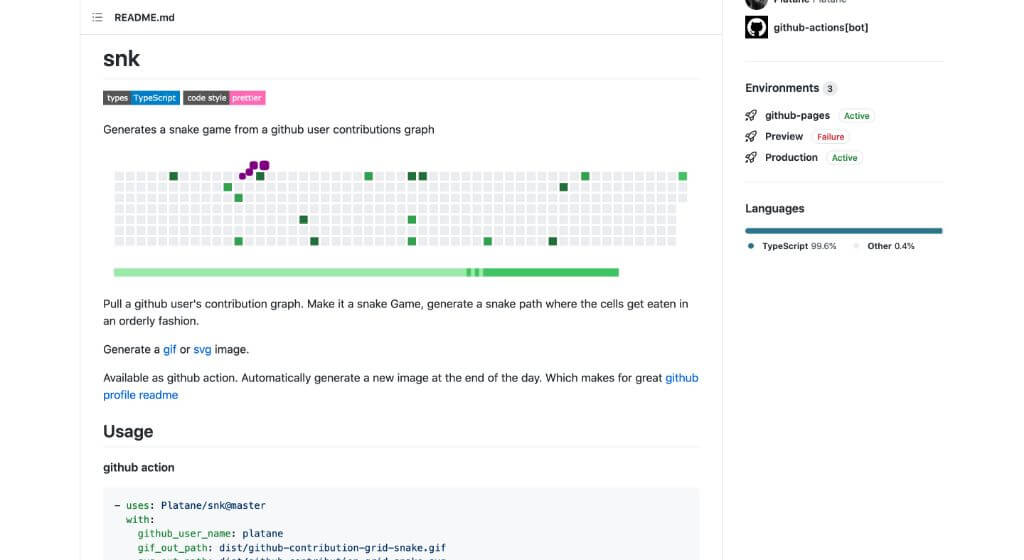 README.md
snk
types TypeScript code style prettier
Generates a snake game from a github user contributions graph
Pull a github user's contribution graph. Make it a snake Game, generate a snake path where the cells get eaten in
an orderly fashion.
Generate a gif or svg image.
Available as github action. Automatically generate a new image at the end of the day. Which makes for great github
profile readme
Usage
github action
- uses: Platane/snk@master
with:
github_user_name: platane
gif_out_path: dist/github-contribution-grid-snake.gif
Platane Platane
github-actions[bot]
Environments 3
github-pages Active
Preview Failure
Production Active
Languages
TypeScript 99.6% Other 0.4%